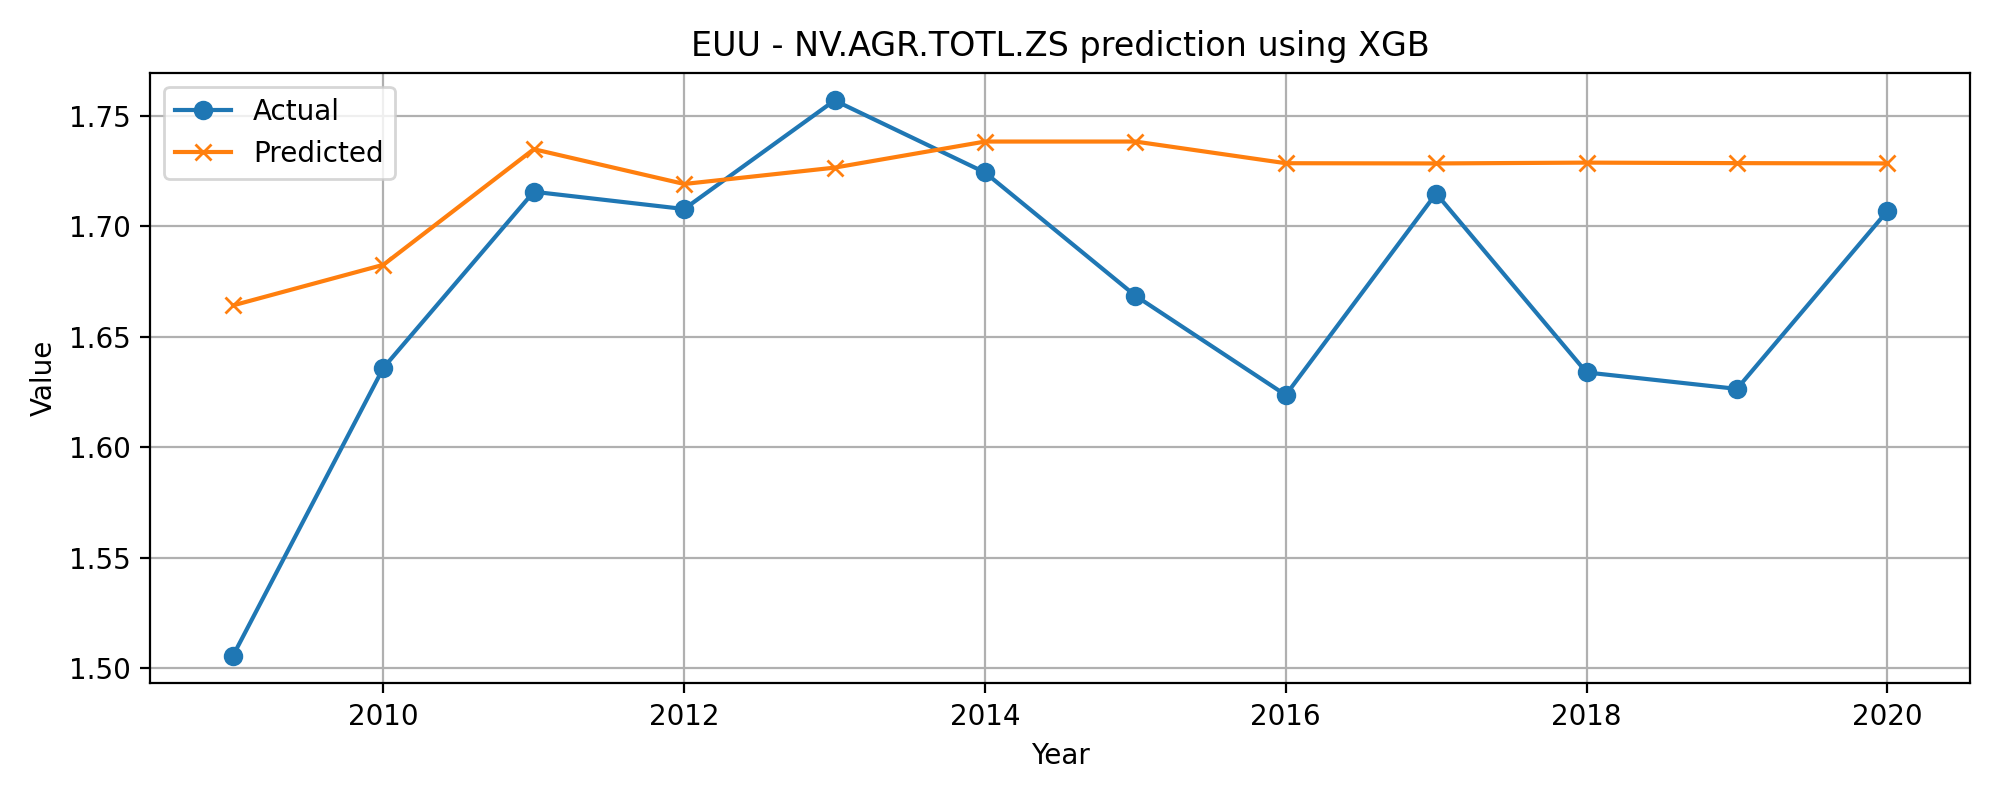 EUU - NV.AGR.TOTL.ZS prediction using XGB
Actual
Predicted
1.75
1.70
1.65
1.60
1.55
1.50
Value
2010 2012 2014 2016 2018 2020
Year